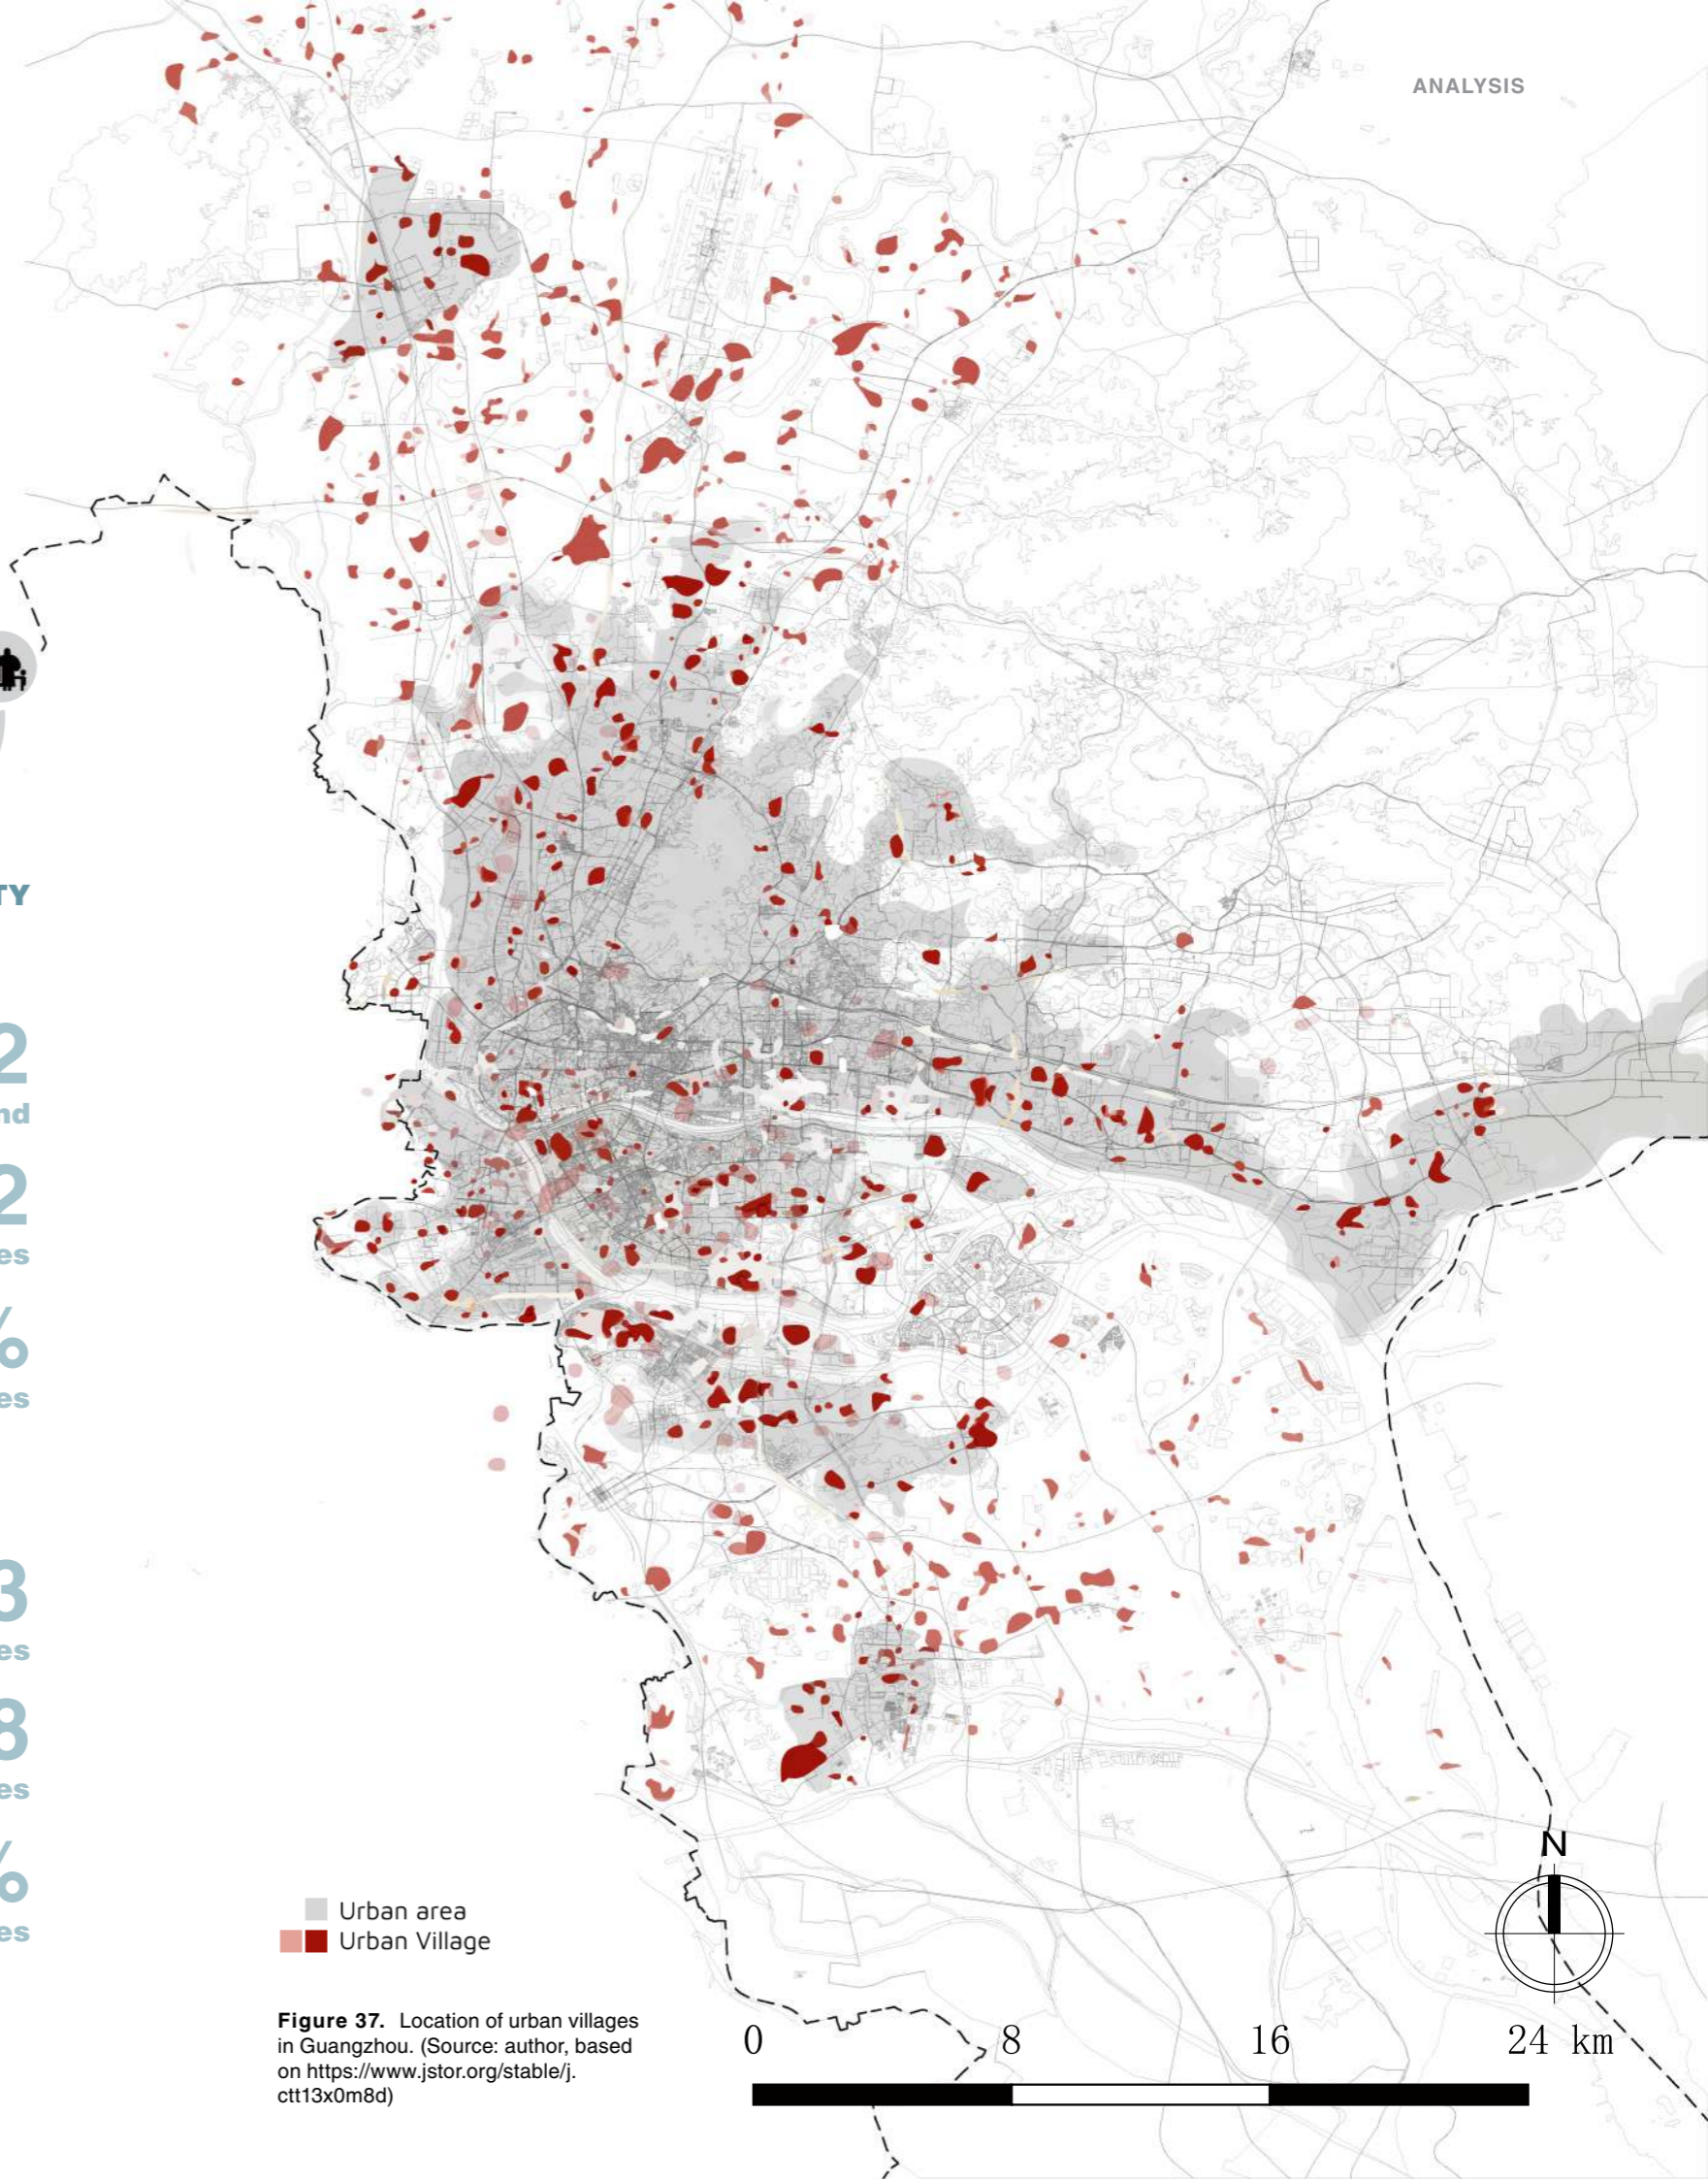 ANALYSIS
TY
2
nd
2
es
%
es
3
es
8
es
%
es
Urban area
Urban Village
Figure 37. Location of urban villages
in Guangzhou. (Source: author, based
on https://www.jstor.org/stable/j.
ctt13x0m8d)
N
0 8 16 24 km